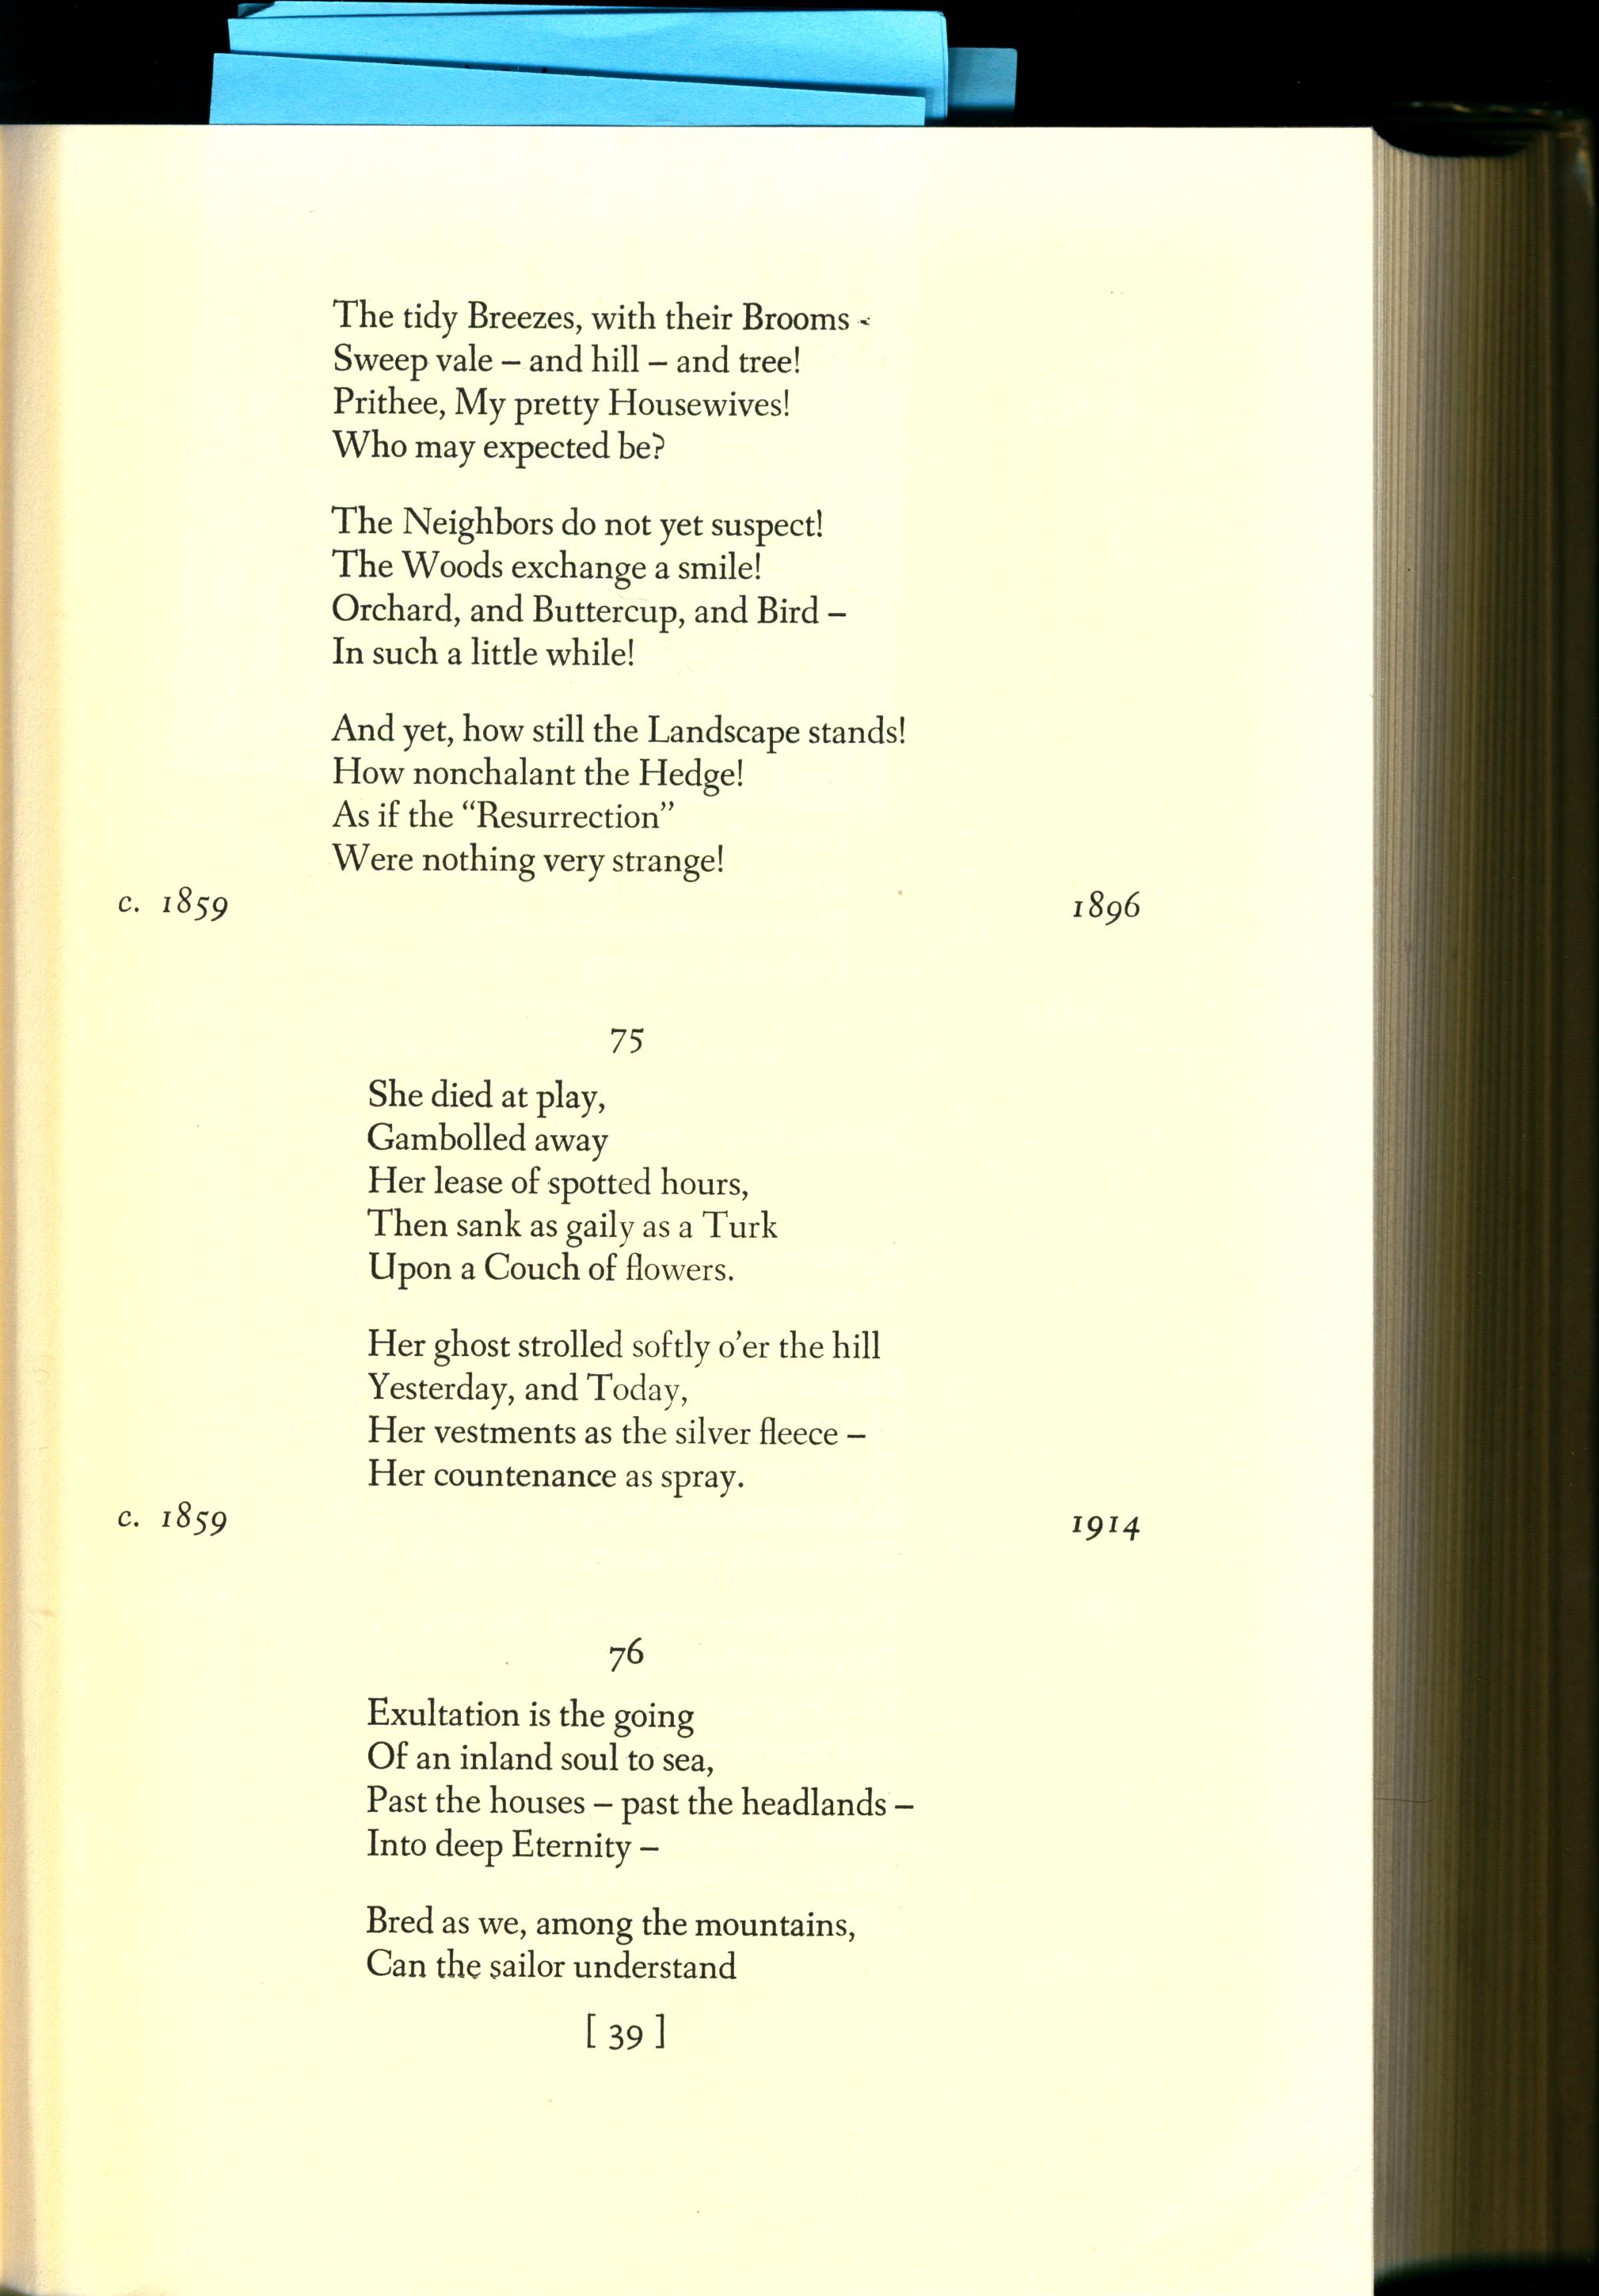 The tidy Breezes, with their Brooms –
Sweep vale – and hill – and tree!
Prithee, My pretty Housewives!
Who may expected be?
The Neighbors do not yet suspect!
The Woods exchange a smile!
Orchard, and Buttercup, and Bird –
In such a little while!
And yet, how still the Landscape stands!
How nonchalant the Hedge!
As if the “Resurrection”
Were nothing very strange!
c. 1859 1896
75
She died at play,
Gambolled away
Her lease of spotted hours,
Then sank as gaily as a Turk
Upon a Couch of flowers.
Her ghost strolled softly o’er the hill
Yesterday, and Today,
Her vestments as the silver fleece –
Her countenance as spray.
c. 1859 1914
76
Exultation is the going
Of an inland soul to sea,
Past the houses – past the headlands –
Into deep Eternity –
Bred as we, among the mountains,
Can the sailor understand
[ 39 ]